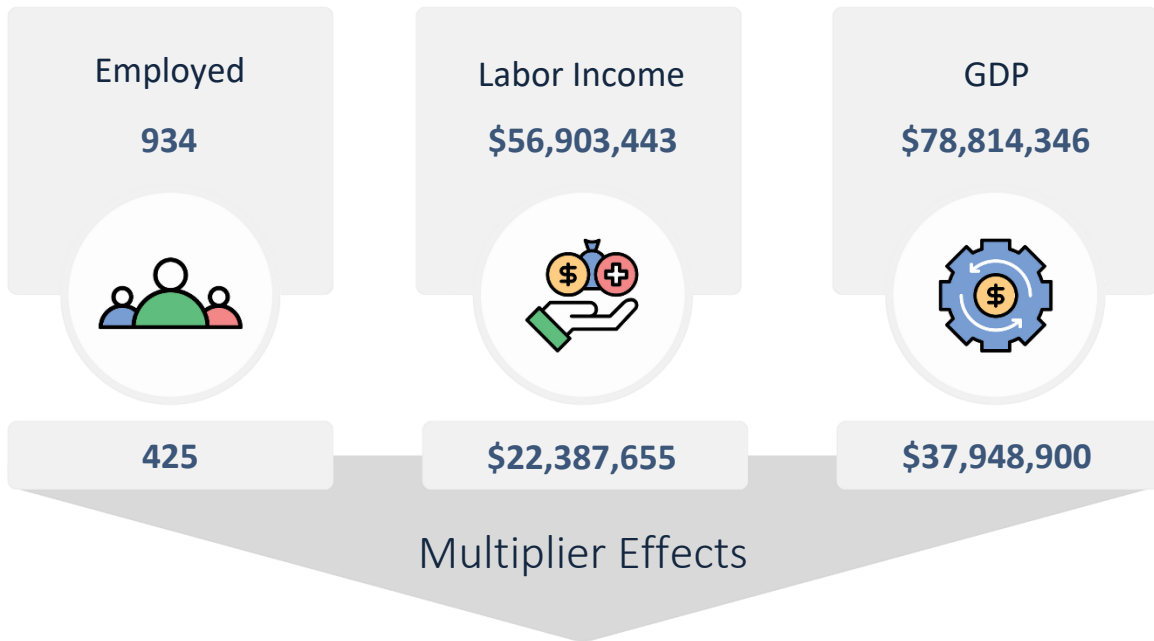 Employed
934
Labor Income
$56,903,443
GDP
$78,814,346
$
$
425
$22,387,655
$37,948,900
Multiplier Effects